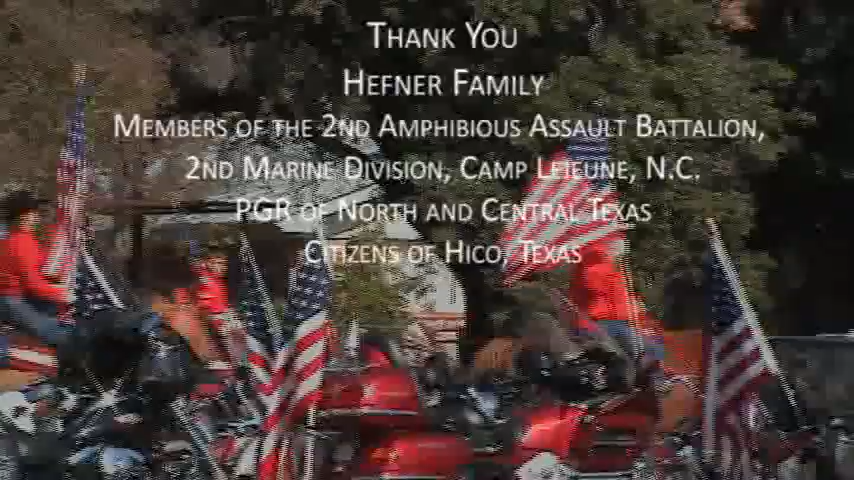 Thank You
Hefner Family
Members of the 2nd Amphibious Assault Battalion,
2nd Marine Division, Camp Lejeune, N.C.
PGR of North and Central Texas
Citizens of Hico, Texas